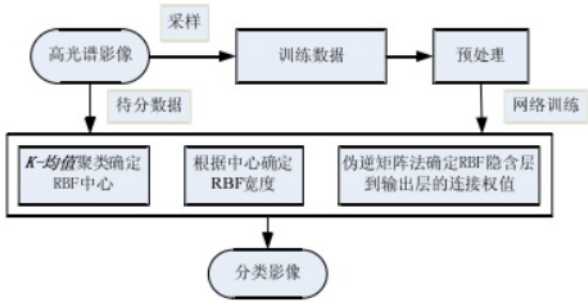 采样
高光谱影像
训练数据
预处理
待分数据
网络训练
K-均值聚类确定
RBF中心
根据中心确定
RBF宽度
伪逆矩阵法确定RBF隐含层
到输出层的连接权值
分类影像